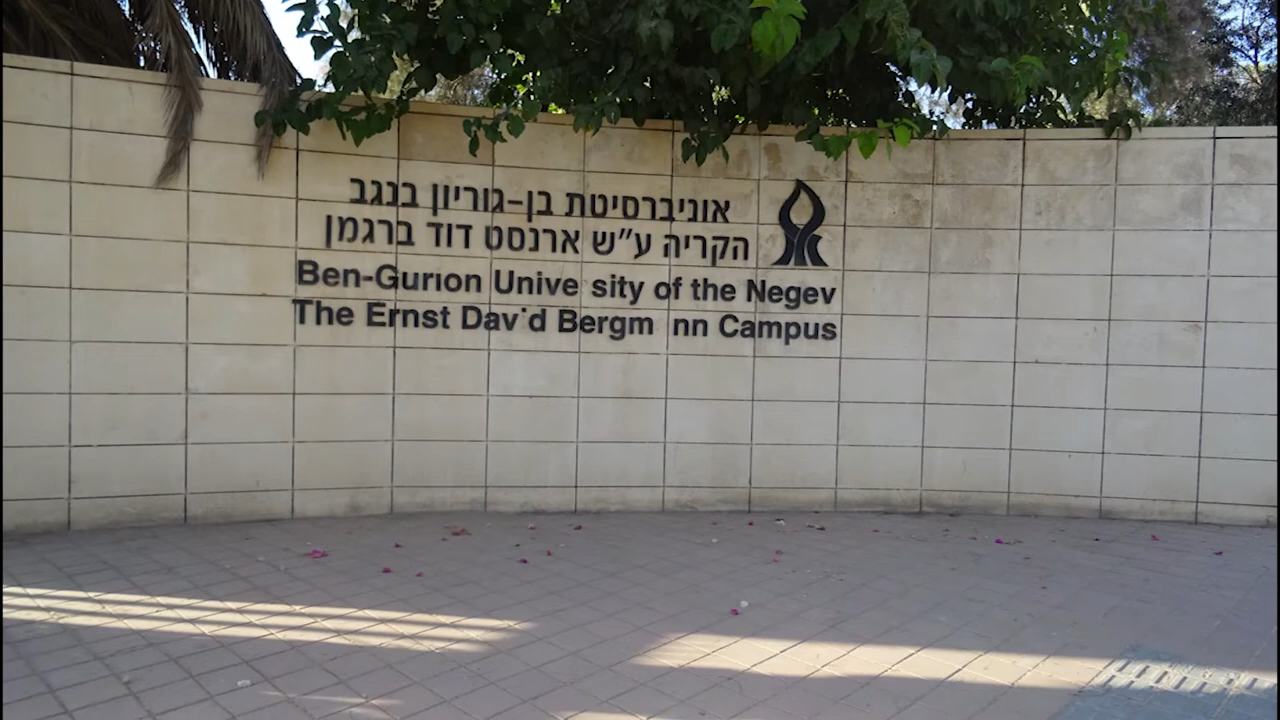 אוניברסיטת בן-גוריון בנגב
הקריה ע"ש ארנסט דוד ברגמן
Ben-Gurıon Unive sity of the Negev
The Ernst Dav˙d Bergm nn Campus